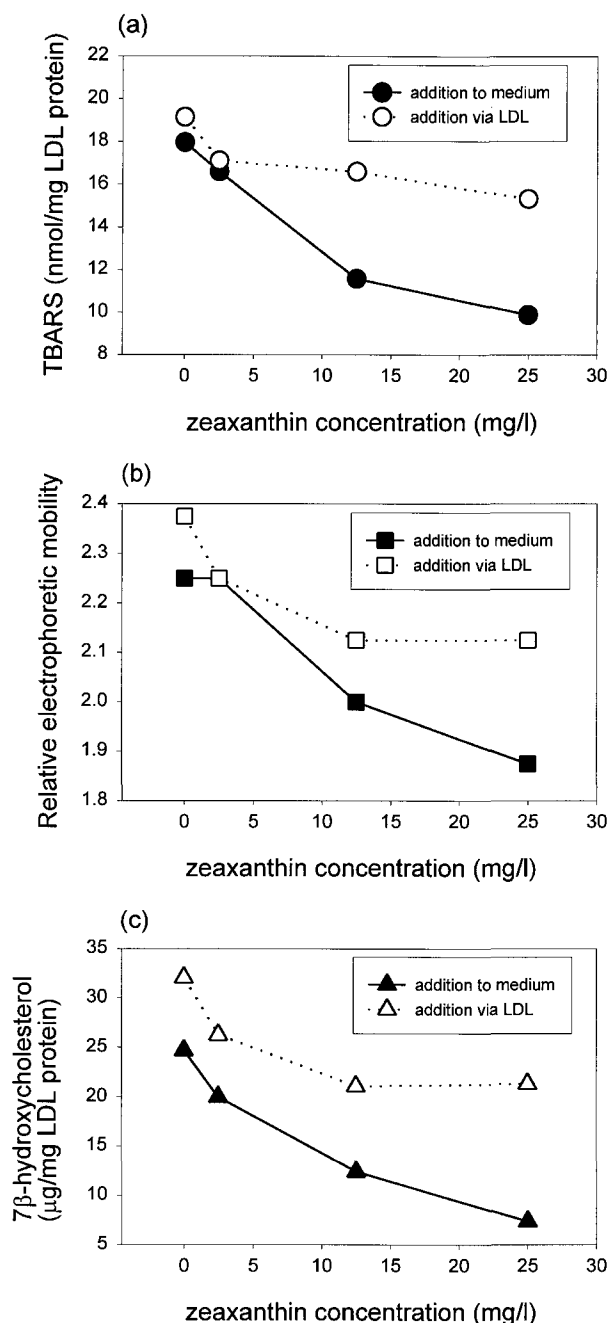 (a)
TBARS (nmol/mg LDL protein)
22
20
18
16
14
12
10
8
addition to medium
addition via LDL
0 5 10 15 20 25 30
zeaxanthin concentration (mg/l)
(b)
Relative electrophoretic mobility
2.4
2.3
2.2
2.1
2.0
1.9
1.8
addition to medium
addition via LDL
0 5 10 15 20 25 30
zeaxanthin concentration (mg/l)
(c)
7β-hydroxycholesterol
(μg/mg LDL protein)
35
30
25
20
15
10
5
addition to medium
addition via LDL
0 5 10 15 20 25 30
zeaxanthin concentration (mg/l)